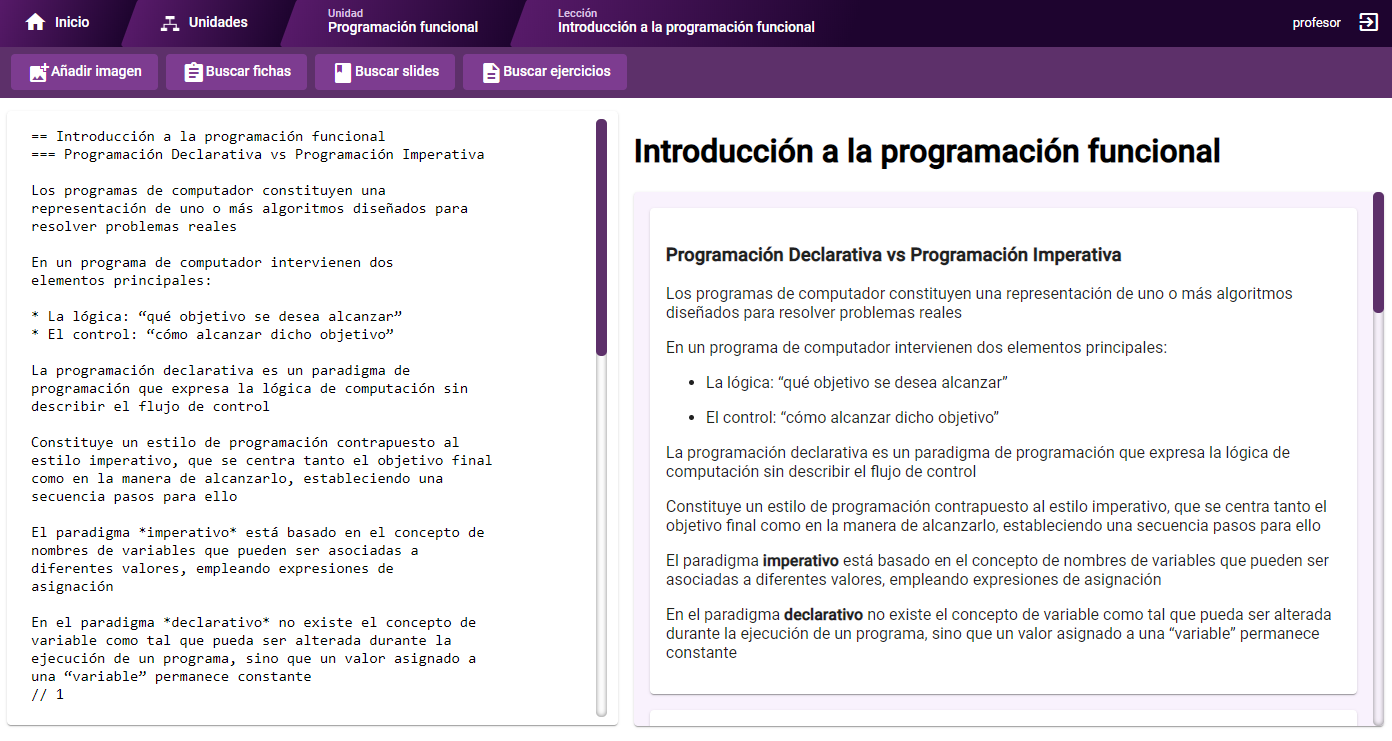 Inicio
Unidades
Unidad
Programación funcional
Lección
Introducción a la programación funcional
profesor
Añadir imagen
Buscar fichas
Buscar slides
Buscar ejercicios
== Introducción a la programación funcional
=== Programación Declarativa vs Programación Imperativa
Los programas de computador constituyen una
representación de uno o más algoritmos diseñados para
resolver problemas reales
En un programa de computador intervienen dos
elementos principales:
* La lógica: “qué objetivo se desea alcanzar”
* El control: “cómo alcanzar dicho objetivo”
La programación declarativa es un paradigma de
programación que expresa la lógica de computación sin
describir el flujo de control
Constituye un estilo de programación contrapuesto al
estilo imperativo, que se centra tanto el objetivo final
como en la manera de alcanzarlo, estableciendo una
secuencia pasos para ello
El paradigma *imperativo* está basado en el concepto de
nombres de variables que pueden ser asociadas a
diferentes valores, empleando expresiones de
asignación
En el paradigma *declarativo* no existe el concepto de
variable como tal que pueda ser alterada durante la
ejecución de un programa, sino que un valor asignado a
una “variable” permanece constante
// 1
Introducción a la programación funcional
Programación Declarativa vs Programación Imperativa
Los programas de computador constituyen una representación de uno o más algoritmos
diseñados para resolver problemas reales
En un programa de computador intervienen dos elementos principales:
• La lógica: “qué objetivo se desea alcanzar”
• El control: “cómo alcanzar dicho objetivo”
La programación declarativa es un paradigma de programación que expresa la lógica de
computación sin describir el flujo de control
Constituye un estilo de programación contrapuesto al estilo imperativo, que se centra tanto el
objetivo final como en la manera de alcanzarlo, estableciendo una secuencia pasos para ello
El paradigma imperativo está basado en el concepto de nombres de variables que pueden ser
asociadas a diferentes valores, empleando expresiones de asignación
En el paradigma declarativo no existe el concepto de variable como tal que pueda ser alterada
durante la ejecución de un programa, sino que un valor asignado a una “variable” permanece
constante